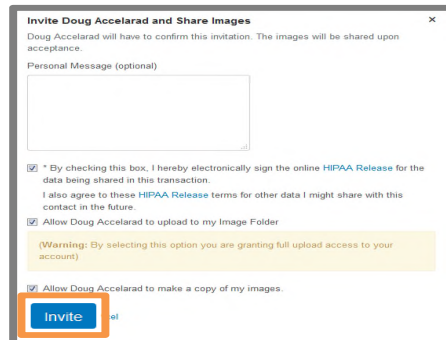 Invite Doug Accelarad and Share Images ×
Doug Accelarad will have to confirm this invitation. The images will be shared upon
acceptance.
Personal Message (optional)
* By checking this box, I hereby electronically sign the online HIPAA Release for the
data being shared in this transaction.
I also agree to these HIPAA Release terms for other data I might share with this
contact in the future.
Allow Doug Accelarad to upload to my Image Folder
(Warning: By selecting this option you are granting full upload access to your
account)
Allow Doug Accelarad to make a copy of my images.
Invite el